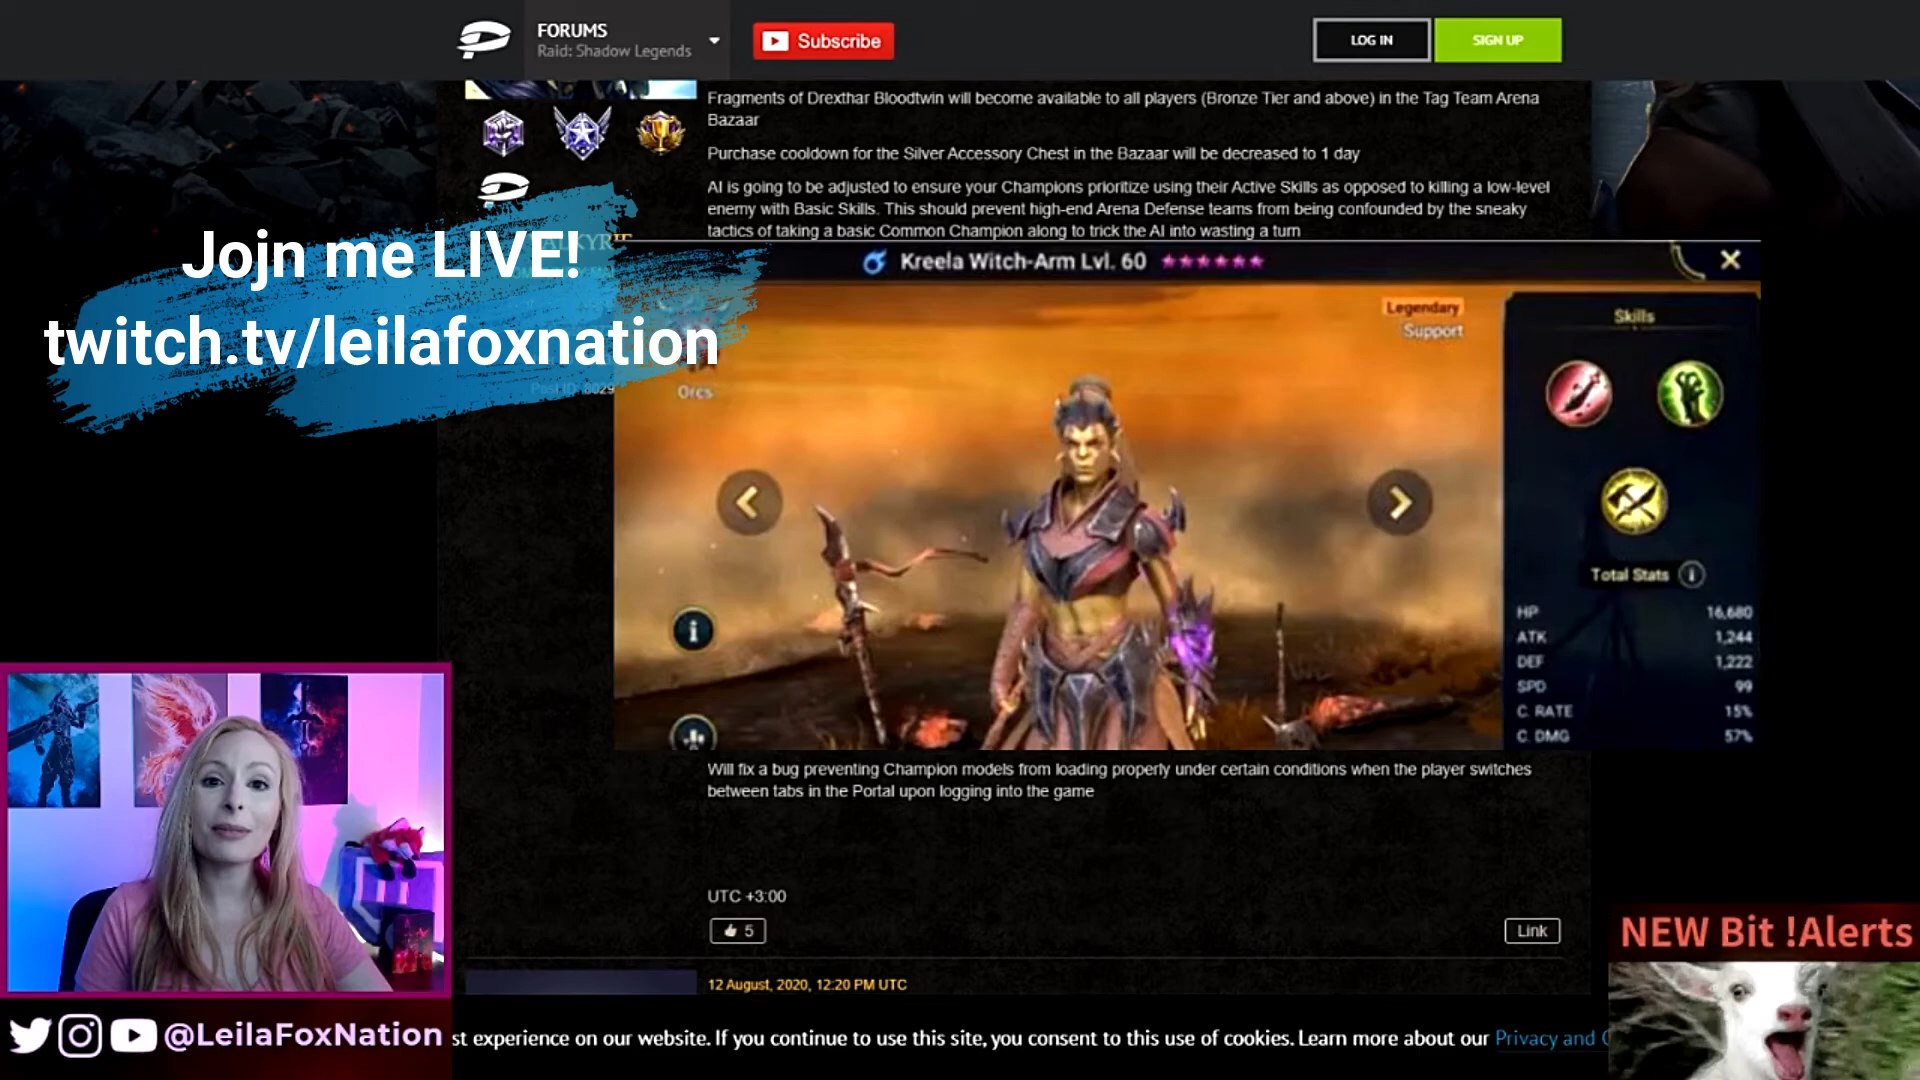 FORUMS
Raid: Shadow Legends
Subscribe
LOG IN
SIGN UP
Fragments of Drexthar Bloodtwin will become available to all players (Bronze Tier and above) in the Tag Team Arena
Bazaar
Purchase cooldown for the Silver Accessory Chest in the Bazaar will be decreased to 1 day
AI is going to be adjusted to ensure your Champions prioritize using their Active Skills as opposed to killing a low-level
enemy with Basic Skills. This should prevent high-end Arena Defense teams from being confounded by the sneaky
tactics of taking a basic Common Champion along to trick the AI into wasting a turn
Jojn me LIVE!
twitch.tv/leilafoxnation
Post ID: 8029
Kreela Witch-Arm Lvl. 60
Legendary
Support
Orcs
Skills
Total Stats
HP 16,680
ATK 1,244
DEF 1,222
SPD 99
C. RATE 15%
C. DMG 57%
Will fix a bug preventing Champion models from loading properly under certain conditions when the player switches
between tabs in the Portal upon logging into the game
UTC +3:00
5
Link
12 August, 2020, 12:20 PM UTC
NEW Bit !Alerts
@LeilaFoxNation
st experience on our website. If you continue to use this site, you consent to this use of cookies. Learn more about our Privacy and